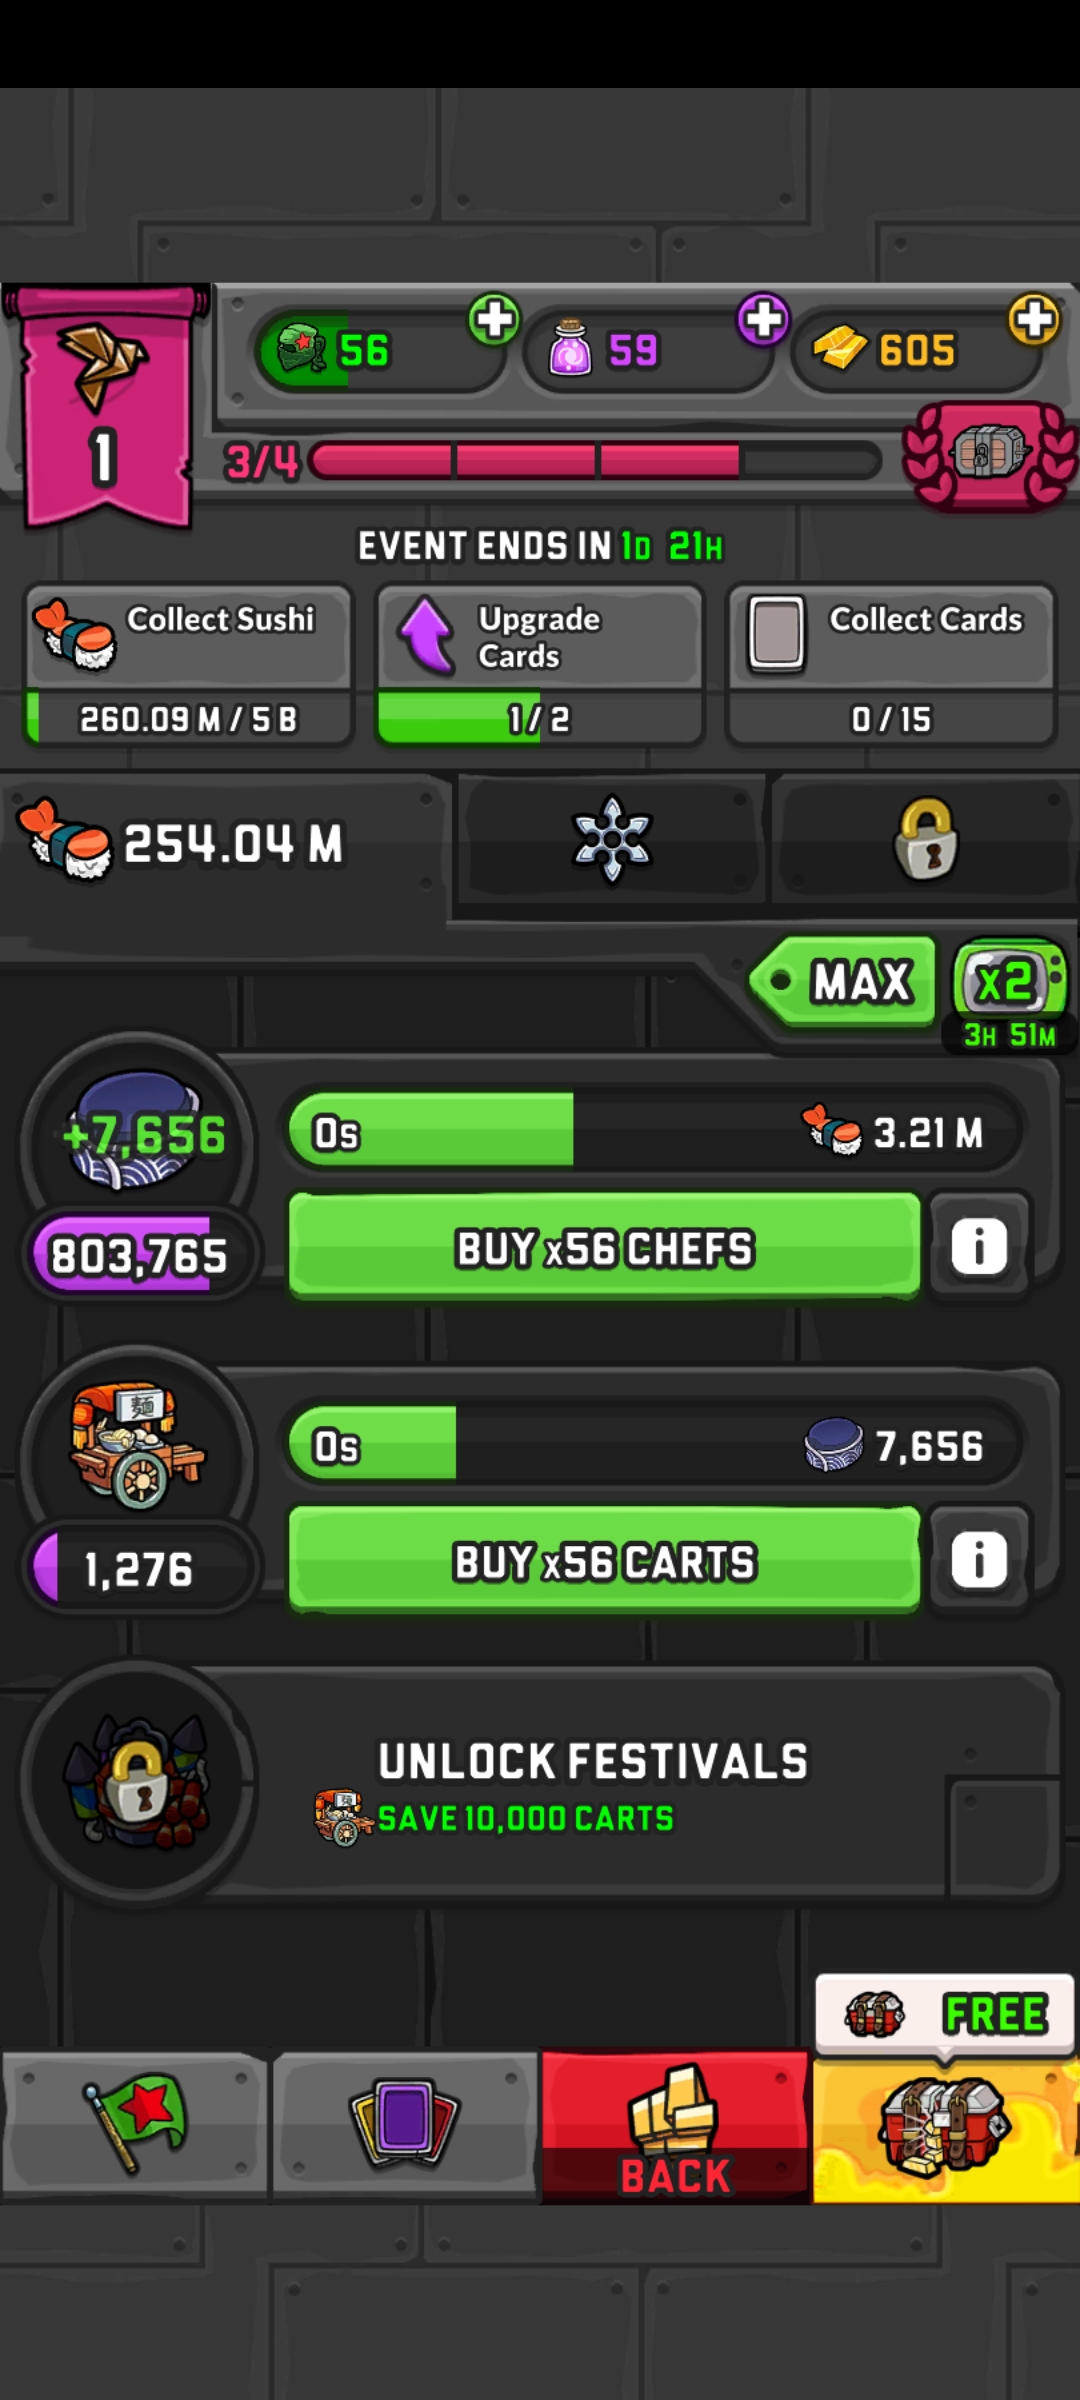 56
59
605
1
3/4
EVENT ENDS IN 1D 21H
Collect Sushi
260.09 M / 5 B
Upgrade
Cards
1 / 2
Collect Cards
0 / 15
254.04 M
MAX
x2
3H 51M
+7,656
0s
3.21 M
803,765
BUY x56 CHEFS
i
麺
0s
7,656
1,276
BUY x56 CARTS
i
UNLOCK FESTIVALS
SAVE 10,000 CARTS
FREE
BACK